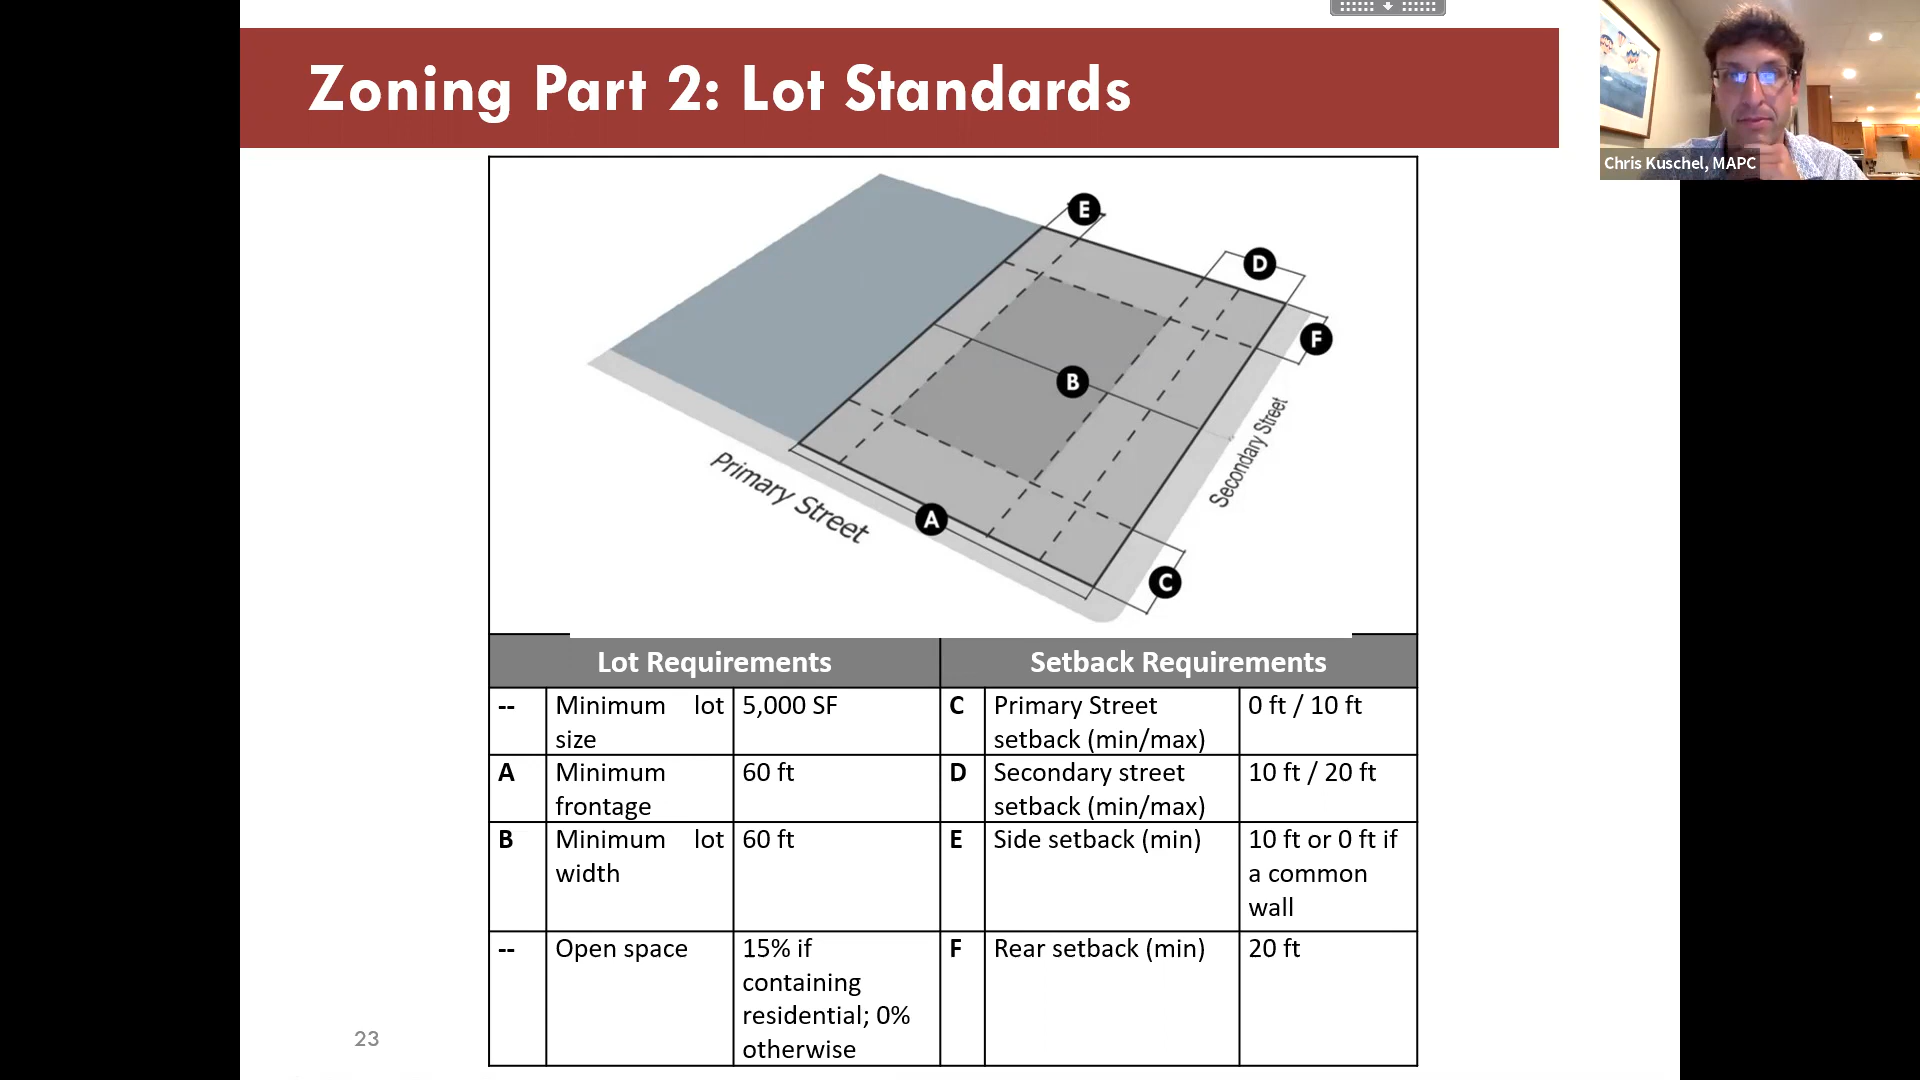 Zoning Part 2: Lot Standards
Chris Kuschel, MAPC
E
D
F
B
Secondary Street
Primary Street
A
C
Lot Requirements
Setback Requirements
--
Minimum lot
size
5,000 SF
C
Primary Street
setback (min/max)
0 ft / 10 ft
A
Minimum
frontage
60 ft
D
Secondary street
setback (min/max)
10 ft / 20 ft
B
Minimum lot
width
60 ft
E
Side setback (min)
10 ft or 0 ft if
a common
wall
--
Open space
15% if
containing
residential; 0%
otherwise
F
Rear setback (min)
20 ft
23